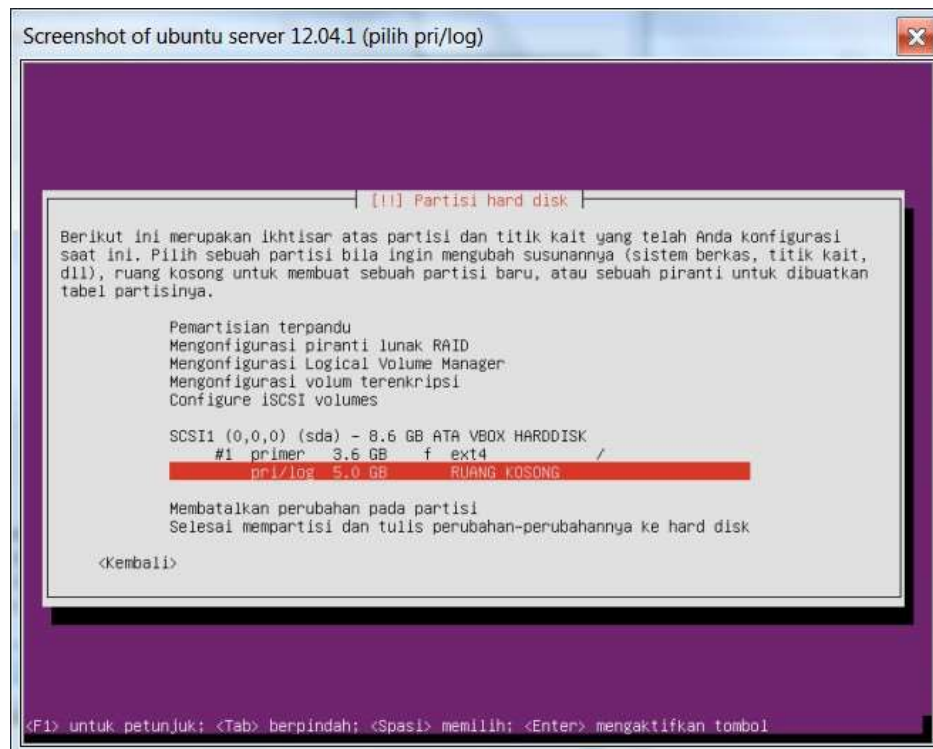 Screenshot of ubuntu server 12.04.1 (pilih pri/log)
[!!] Partisi hard disk
Berikut ini merupakan ikhtisar atas partisi dan titik kait yang telah Anda konfigurasi
saat ini. Pilih sebuah partisi bila ingin mengubah susunannya (sistem berkas, titik kait,
dll), ruang kosong untuk membuat sebuah partisi baru, atau sebuah piranti untuk dibuatkan
tabel partisinya.
Pemartisian terpandu
Mengonfigurasi piranti lunak RAID
Mengonfigurasi Logical Volume Manager
Mengonfigurasi volum terenkripsi
Configure iSCSI volumes
SCSI1 (0,0,0) (sda) - 8.6 GB ATA VBOX HARDDISK
#1 primer 3.6 GB f ext4 /
pri/log 5.0 GB RUANG KOSONG
Membatalkan perubahan pada partisi
Selesai mempartisi dan tulis perubahan-perubahannya ke hard disk
<Kembali>
<F1> untuk petunjuk; <Tab> berpindah; <Spasi> memilih; <Enter> mengaktifkan tombol